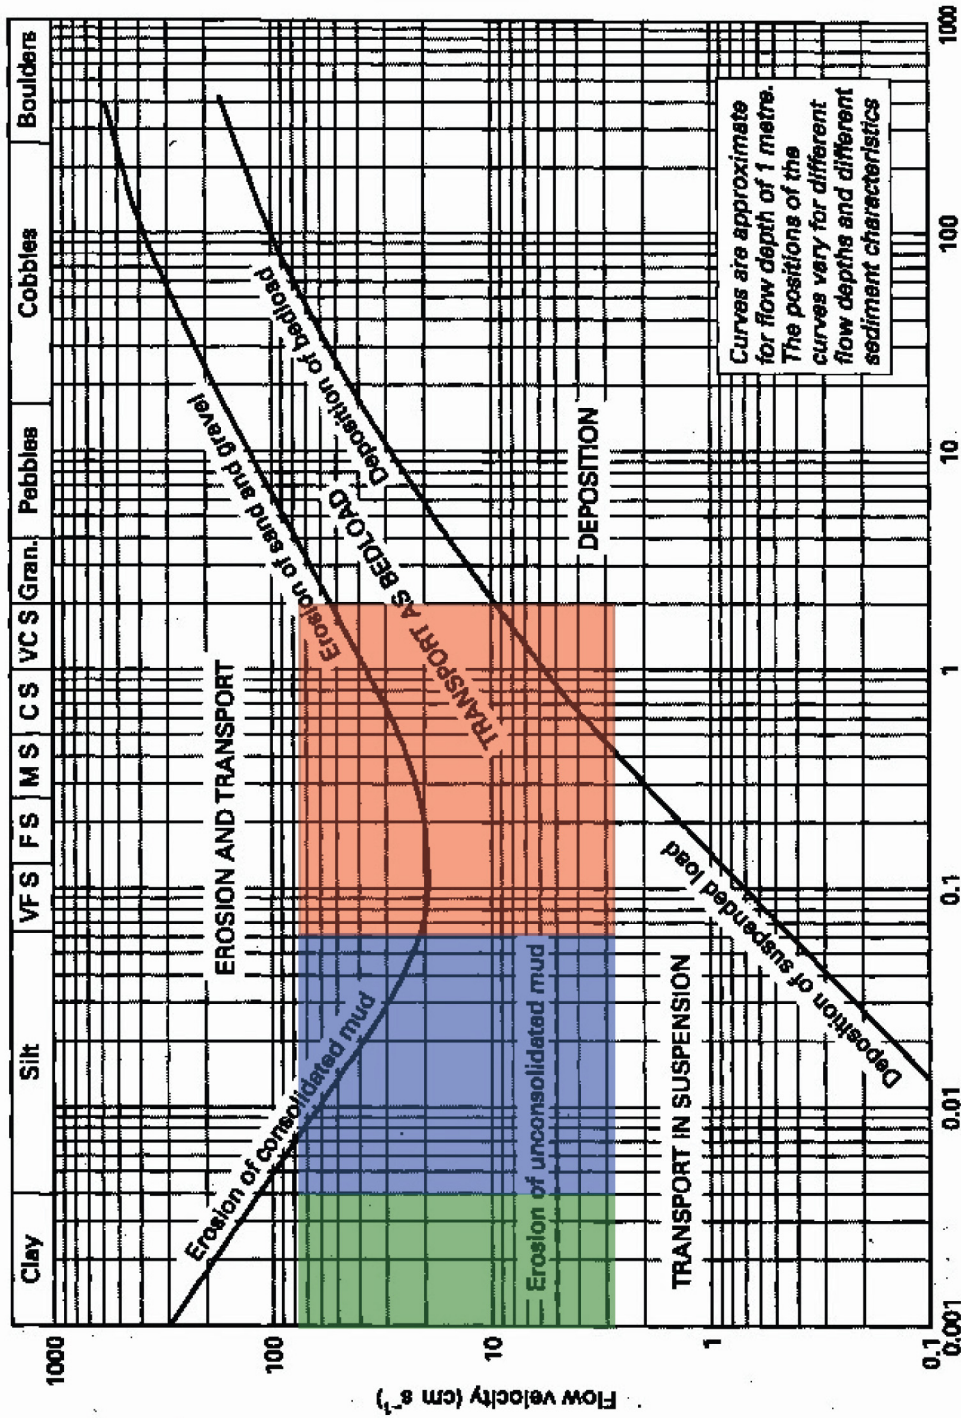 Clay
Silt
VF S
F S
M S
C S
VC S
Gran.
Pebbles
Cobbles
Boulders
1000
100
10
1
0.1
Flow velocity (cm s⁻¹)
EROSION AND TRANSPORT
Erosion of consolidated mud
Erosion of sand and gravel
TRANSPORT AS BEDLOAD
Deposition of bedload
Erosion of unconsolidated mud
TRANSPORT IN SUSPENSION
Deposition of suspended load
DEPOSITION
Curves are approximate
for flow depth of 1 metre.
The positions of the
curves vary for different
flow depths and different
sediment characteristics
0.001
0.01
0.1
1
10
100
1000